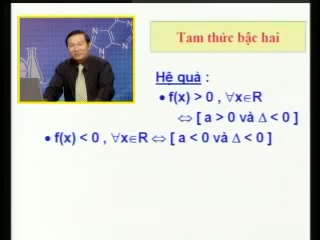 Tam thức bậc hai
Hệ quả :
• f(x) > 0 , ∀x∈R
⇔ [ a > 0 và Δ < 0 ]
• f(x) < 0 , ∀x∈R ⇔ [ a < 0 và Δ < 0 ]